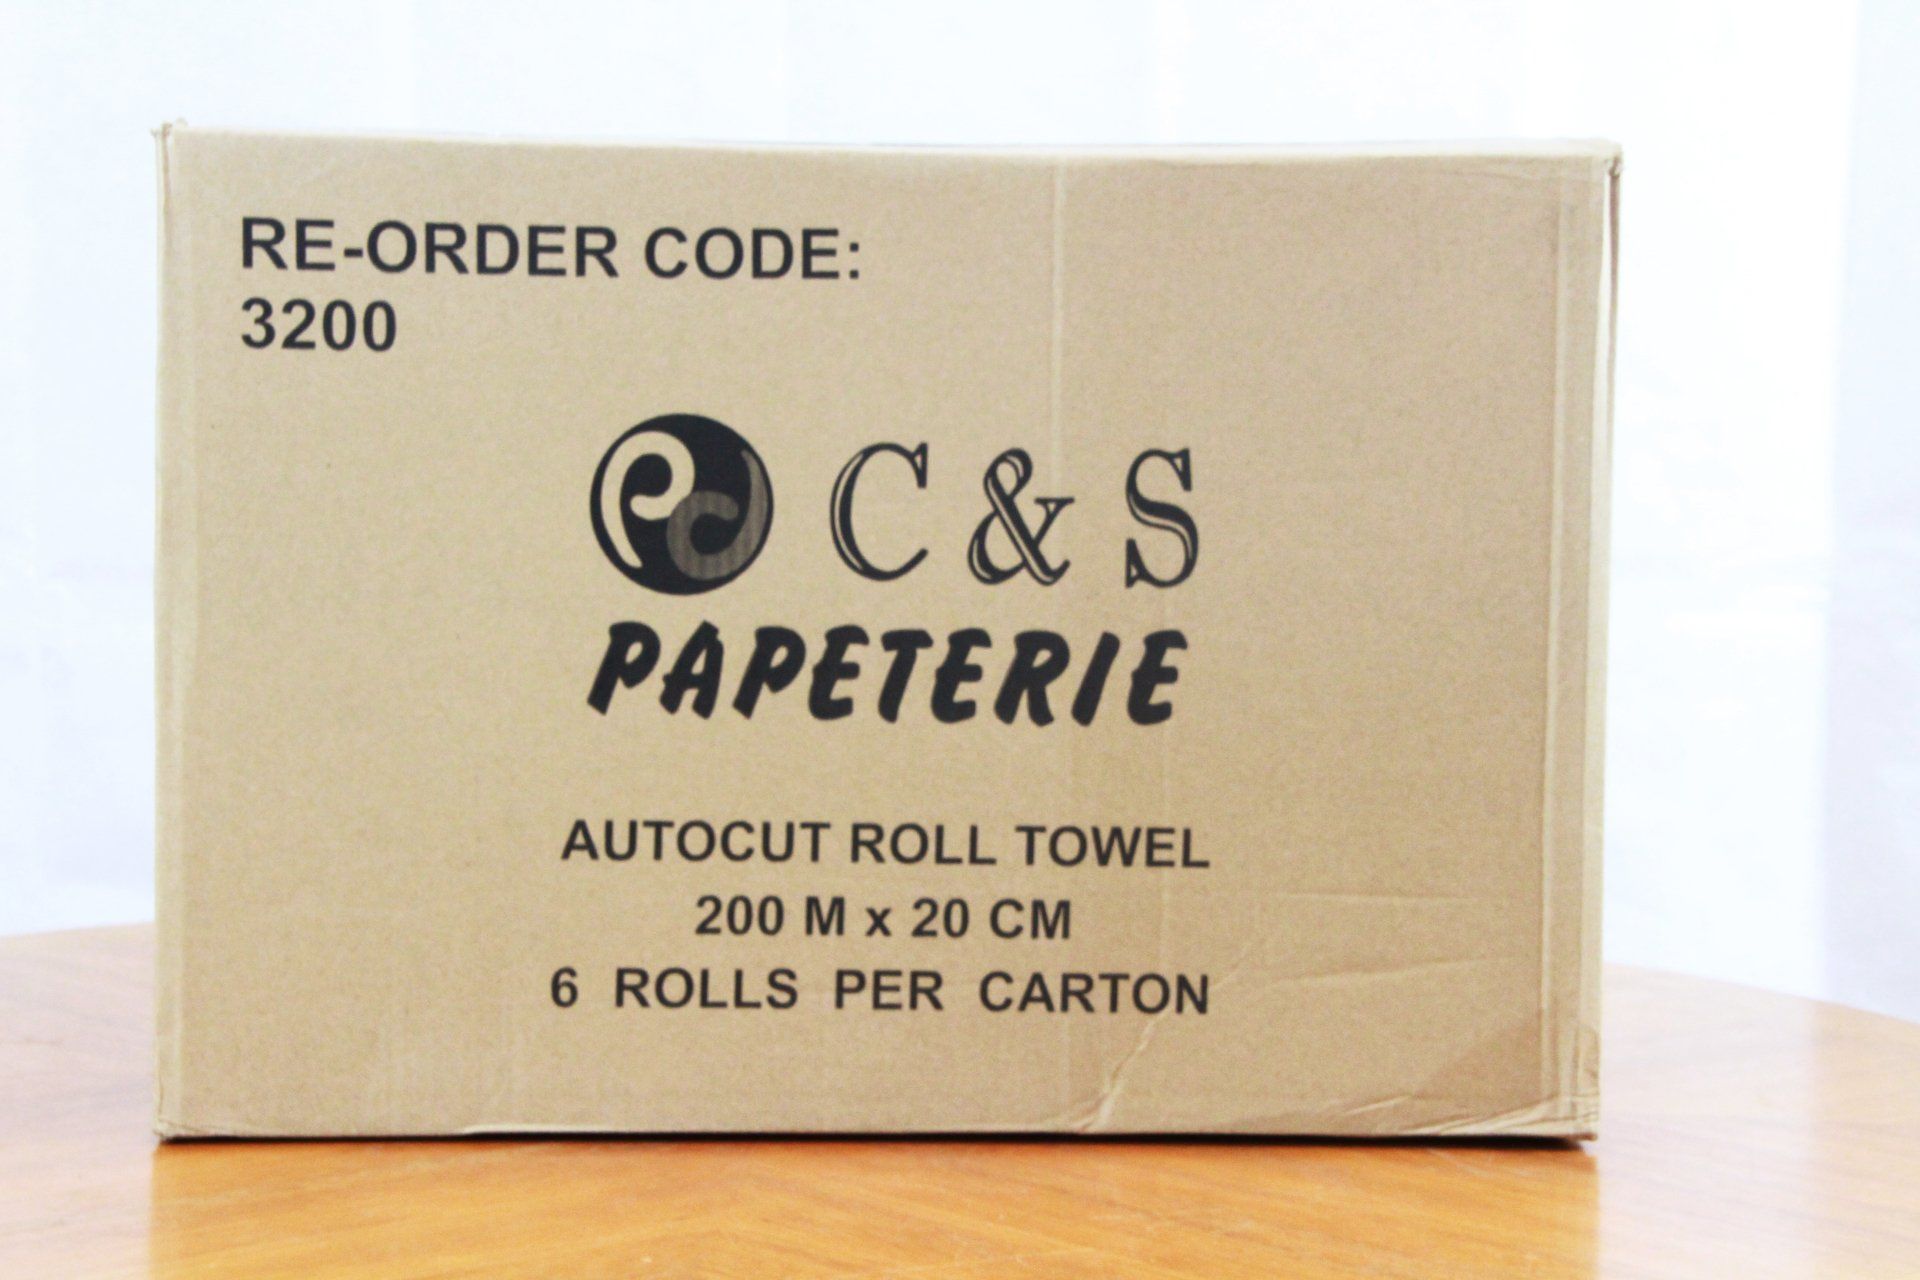 RE-ORDER CODE:
3200
C & S
PAPETERIE
AUTOCUT ROLL TOWEL
200 M x 20 CM
6 ROLLS PER CARTON